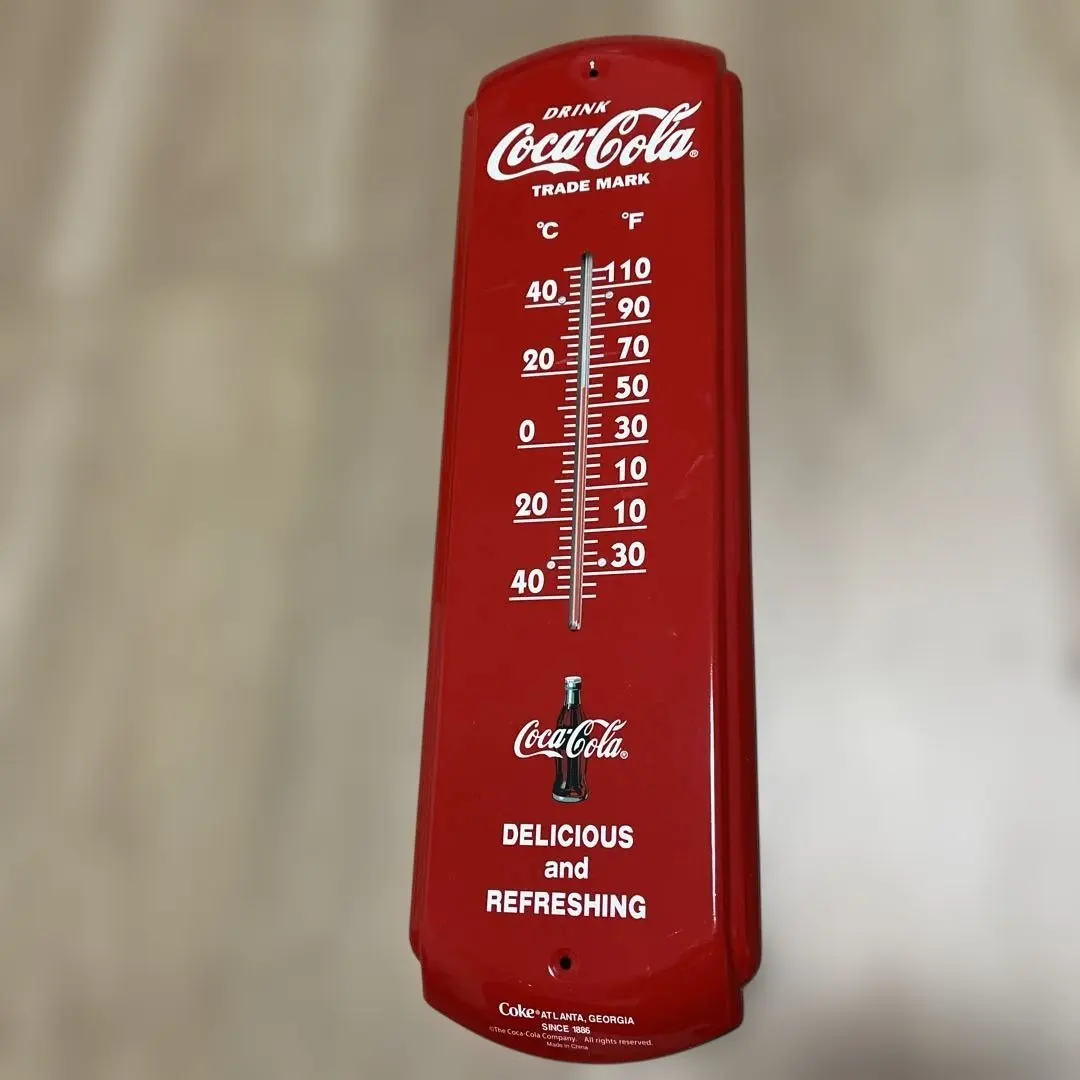 DRINK
Coca-Cola®
TRADE MARK
°C °F
110
40
90
70
20
50
0 30
10
20 10
30
40
Coca-Cola®
DELICIOUS
and
REFRESHING
Coke® ATLANTA, GEORGIA
SINCE 1886
©The Coca-Cola Company. All rights reserved.
Made in China